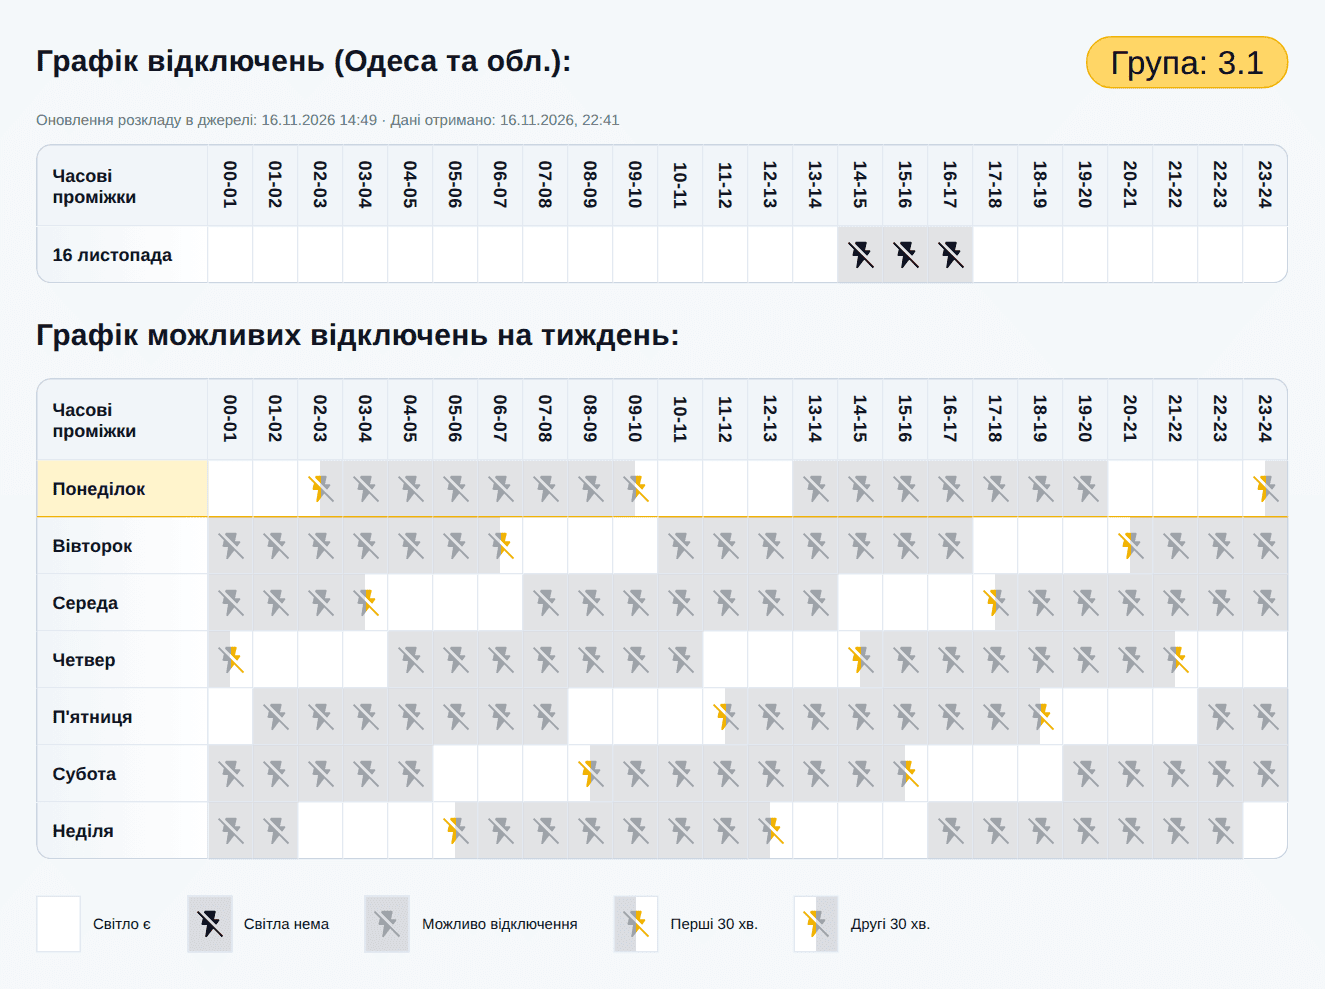 Графік відключень (Одеса та обл.):
Група: 3.1
Оновлення розкладу в джерелі: 16.11.2026 14:49 · Дані отримано: 16.11.2026, 22:41
Часові проміжки 00-01 01-02 02-03 03-04 04-05 05-06 06-07 07-08 08-09 09-10 10-11 11-12 12-13 13-14 14-15 15-16 16-17 17-18 18-19 19-20 20-21 21-22 22-23 23-24
16 листопада
Графік можливих відключень на тиждень:
Часові проміжки 00-01 01-02 02-03 03-04 04-05 05-06 06-07 07-08 08-09 09-10 10-11 11-12 12-13 13-14 14-15 15-16 16-17 17-18 18-19 19-20 20-21 21-22 22-23 23-24
Понеділок
Вівторок
Середа
Четвер
П'ятниця
Субота
Неділя
Світло є Світла нема Можливо відключення Перші 30 хв. Другі 30 хв.